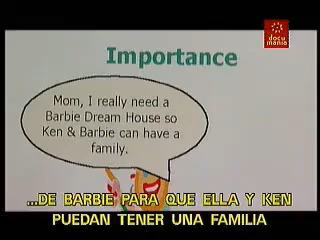 docu
mania
Importance
Mom, I really need a
Barbie Dream House so
Ken & Barbie can have a
family.
...DE BARBIE PARA QUE ELLA Y KEN
PUEDAN TENER UNA FAMILIA